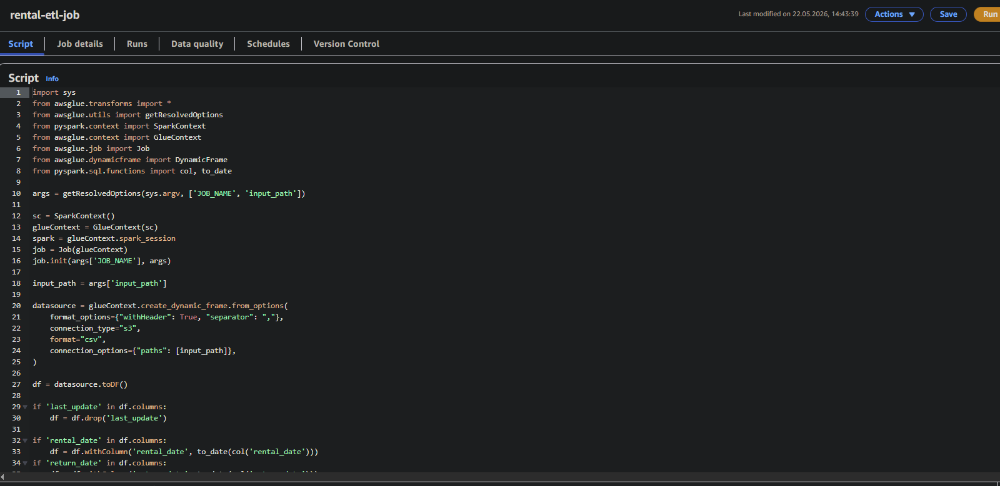 rental-etl-job
Last modified on 22.05.2026, 14:43:39
Actions
Save
Run
Script
Job details
Runs
Data quality
Schedules
Version Control
Script Info
1 import sys
2 from awsglue.transforms import *
3 from awsglue.utils import getResolvedOptions
4 from pyspark.context import SparkContext
5 from awsglue.context import GlueContext
6 from awsglue.job import Job
7 from awsglue.dynamicframe import DynamicFrame
8 from pyspark.sql.functions import col, to_date
9
10 args = getResolvedOptions(sys.argv, ['JOB_NAME', 'input_path'])
11
12 sc = SparkContext()
13 glueContext = GlueContext(sc)
14 spark = glueContext.spark_session
15 job = Job(glueContext)
16 job.init(args['JOB_NAME'], args)
17
18 input_path = args['input_path']
19
20 datasource = glueContext.create_dynamic_frame.from_options(
21     format_options={"withHeader": True, "separator": ","},
22     connection_type="s3",
23     format="csv",
24     connection_options={"paths": [input_path]},
25 )
26
27 df = datasource.toDF()
28
29 if 'last_update' in df.columns:
30     df = df.drop('last_update')
31
32 if 'rental_date' in df.columns:
33     df = df.withColumn('rental_date', to_date(col('rental_date')))
34 if 'return_date' in df.columns: